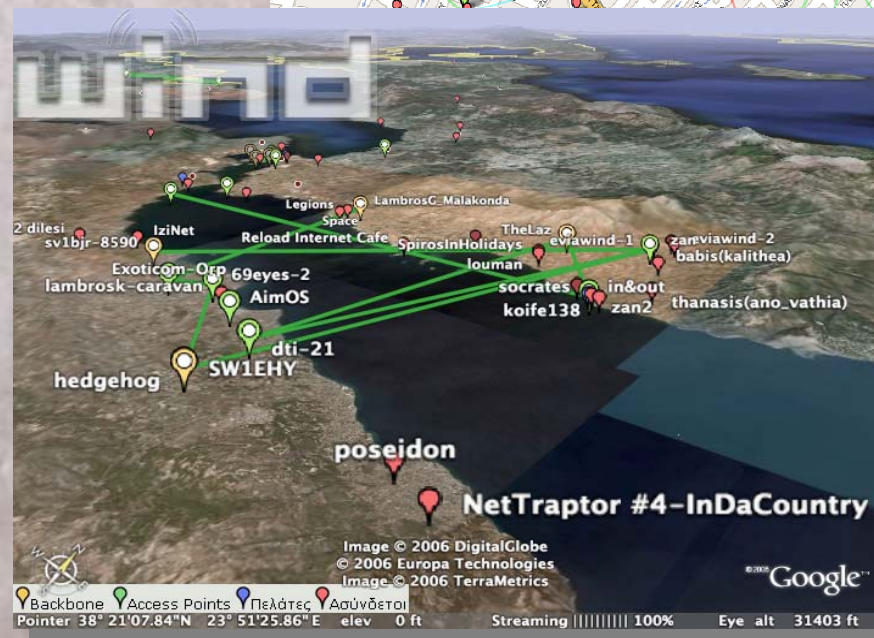 wind
Legions
LambrosG_Malakonda
Space
2 dilesi
IziNet
sv1bjr-8590
Reload Internet Cafe
SpirosInHolidays
TheLaz
eviawind-1
eviawind-2
babis(kalithea)
louman
Exoticom-Orp
69eyes-2
lambrosk-caravan
AimOS
socrates
in&out
koife138
zan2
thanasis(ano_vathia)
dti-21
SW1EHY
hedgehog
poseidon
NetTraptor #4-InDaCountry
Image © 2006 DigitalGlobe
© 2006 Europa Technologies
Image © 2006 TerraMetrics
©2005 Google
Backbone Access Points Πελάτες Ασύνδετοι
Pointer 38° 21'07.84"N 23° 51'25.86"E elev 0 ft Streaming |||||||||| 100% Eye alt 31403 ft